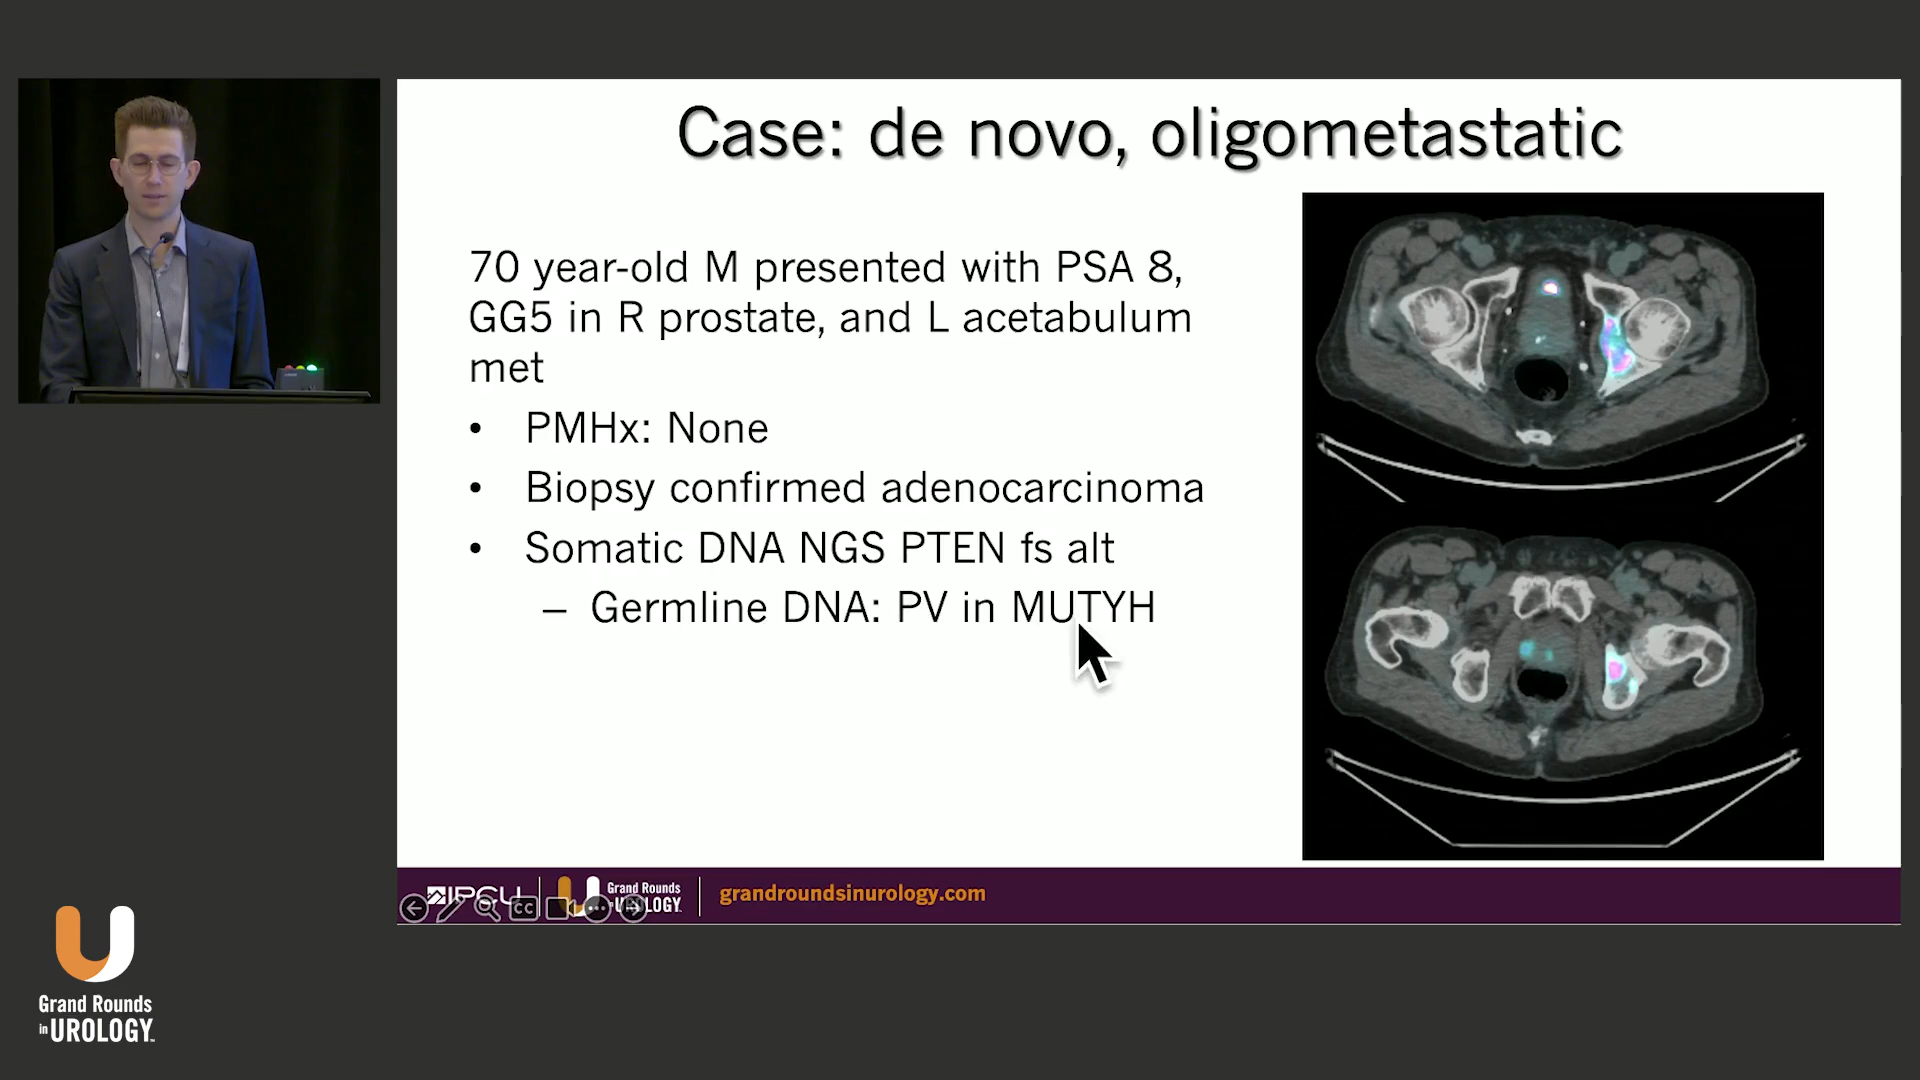 Case: de novo, oligometastatic
70 year-old M presented with PSA 8,
GG5 in R prostate, and L acetabulum
met
• PMHx: None
• Biopsy confirmed adenocarcinoma
• Somatic DNA NGS PTEN fs alt
– Germline DNA: PV in MUTYH
IPCU
Grand Rounds
in UROLOGY
grandroundsinurology.com
CC
Grand Rounds
in UROLOGY™